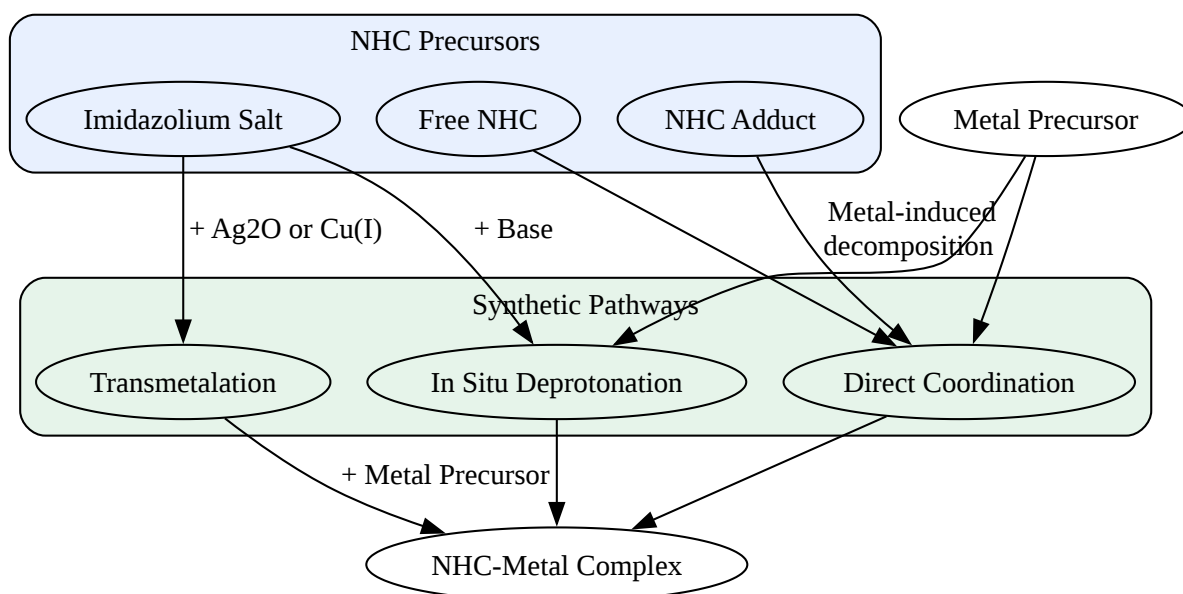 NHC Precursors
Imidazolium Salt
Free NHC
NHC Adduct
Metal Precursor
+ Ag2O or Cu(I)
+ Base
Metal-induced
decomposition
Synthetic Pathways
Transmetalation
In Situ Deprotonation
Direct Coordination
+ Metal Precursor
NHC-Metal Complex